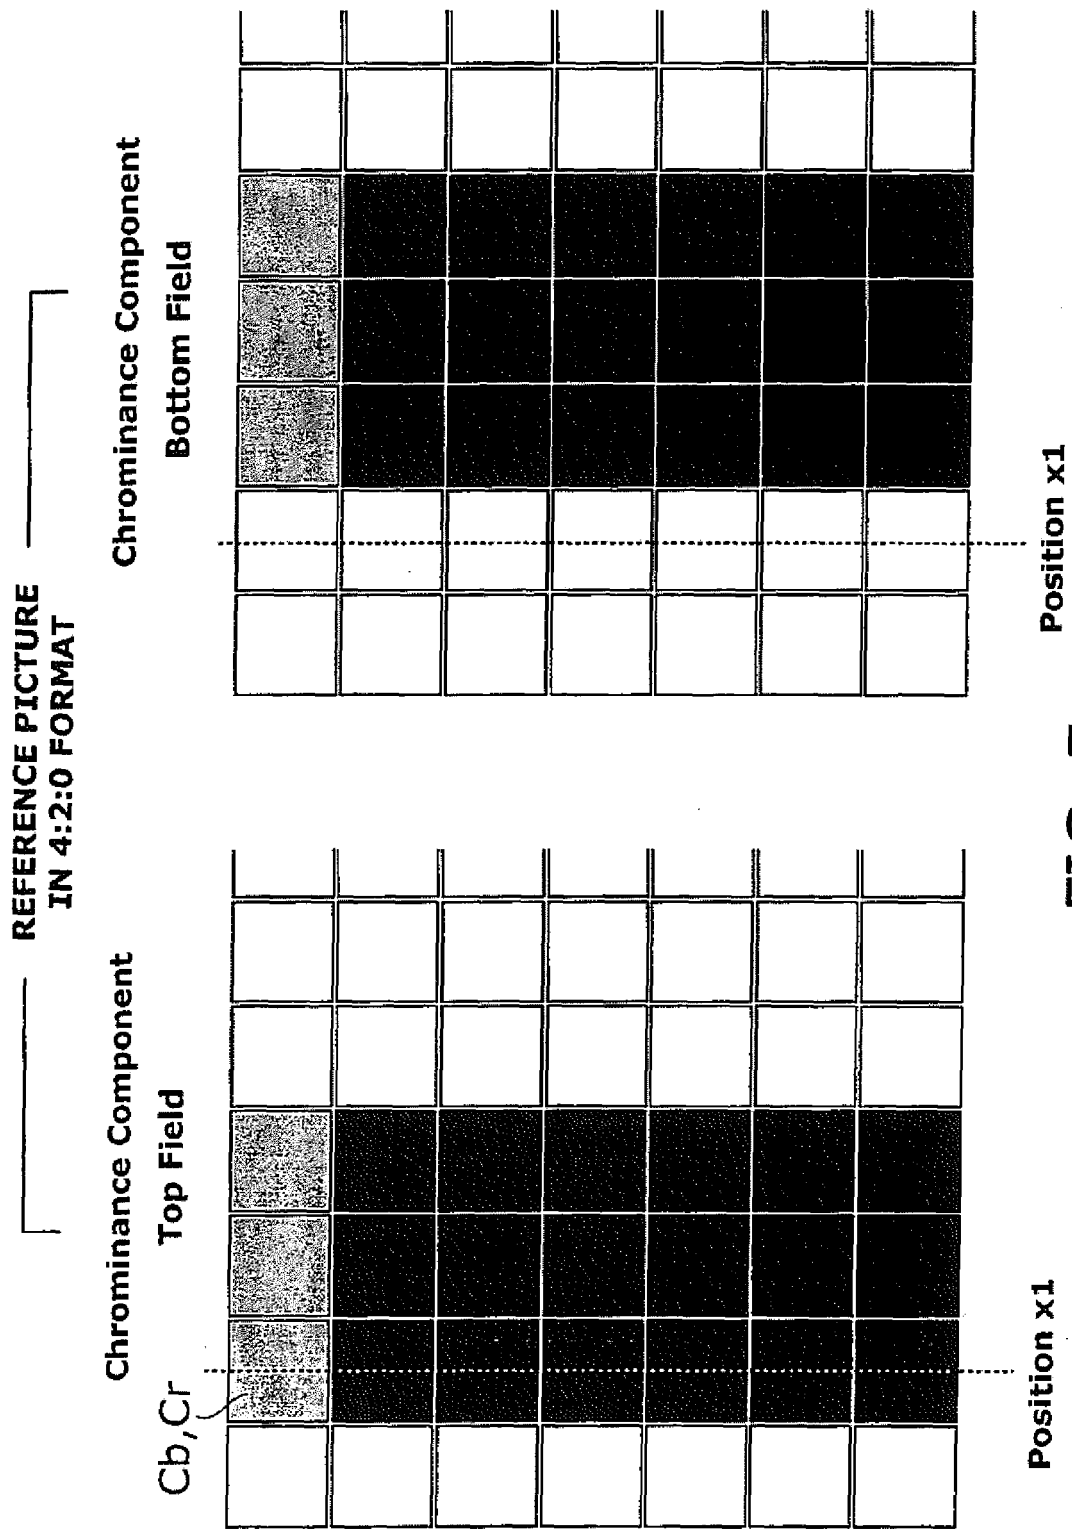 REFERENCE PICTURE
IN 4:2:0 FORMAT
Chrominance Component
Top Field
Cb,Cr
Position x1
Chrominance Component
Bottom Field
Position x1